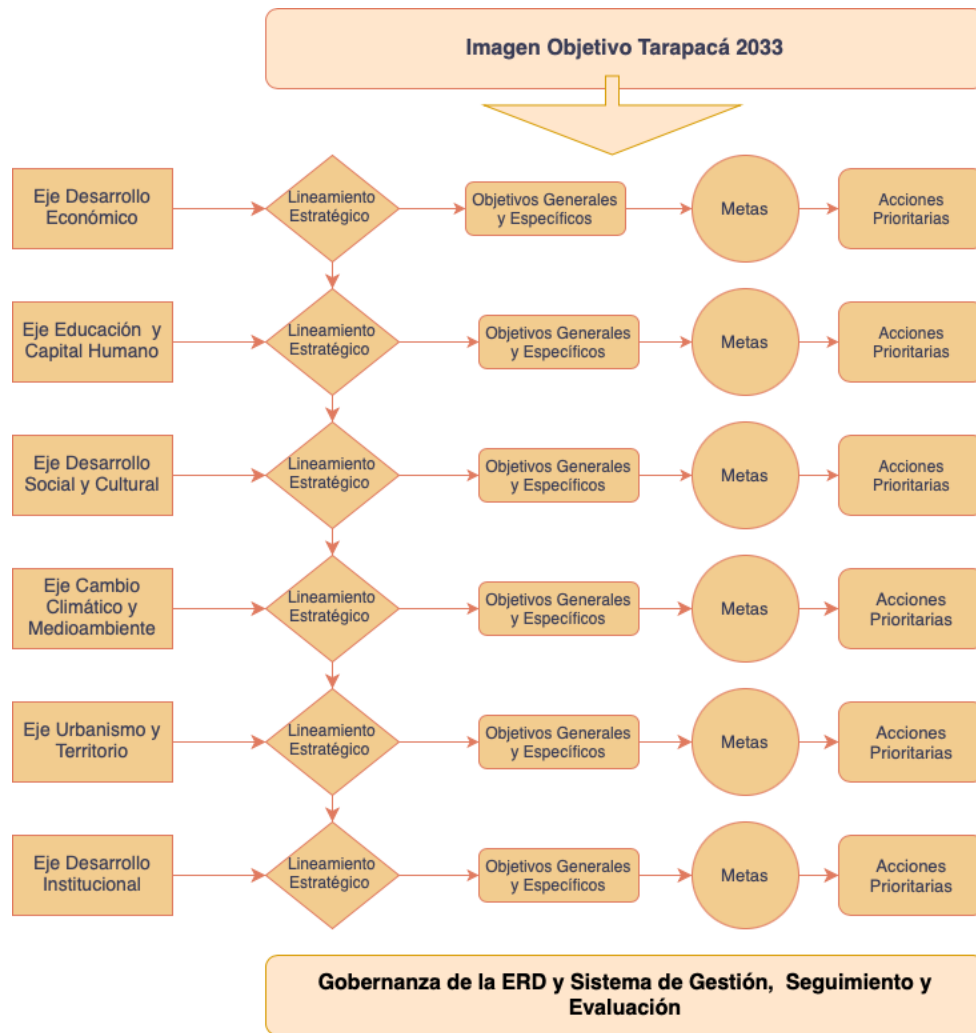 Imagen Objetivo Tarapacá 2033
Eje Desarrollo
Económico
Lineamiento
Estratégico
Objetivos Generales
y Específicos
Metas
Acciones
Prioritarias
Eje Educación y
Capital Humano
Lineamiento
Estratégico
Objetivos Generales
y Específicos
Metas
Acciones
Prioritarias
Eje Desarrollo
Social y Cultural
Lineamiento
Estratégico
Objetivos Generales
y Específicos
Metas
Acciones
Prioritarias
Eje Cambio
Climático y
Medioambiente
Lineamiento
Estratégico
Objetivos Generales
y Específicos
Metas
Acciones
Prioritarias
Eje Urbanismo y
Territorio
Lineamiento
Estratégico
Objetivos Generales
y Específicos
Metas
Acciones
Prioritarias
Eje Desarrollo
Institucional
Lineamiento
Estratégico
Objetivos Generales
y Específicos
Metas
Acciones
Prioritarias
Gobernanza de la ERD y Sistema de Gestión, Seguimiento y
Evaluación